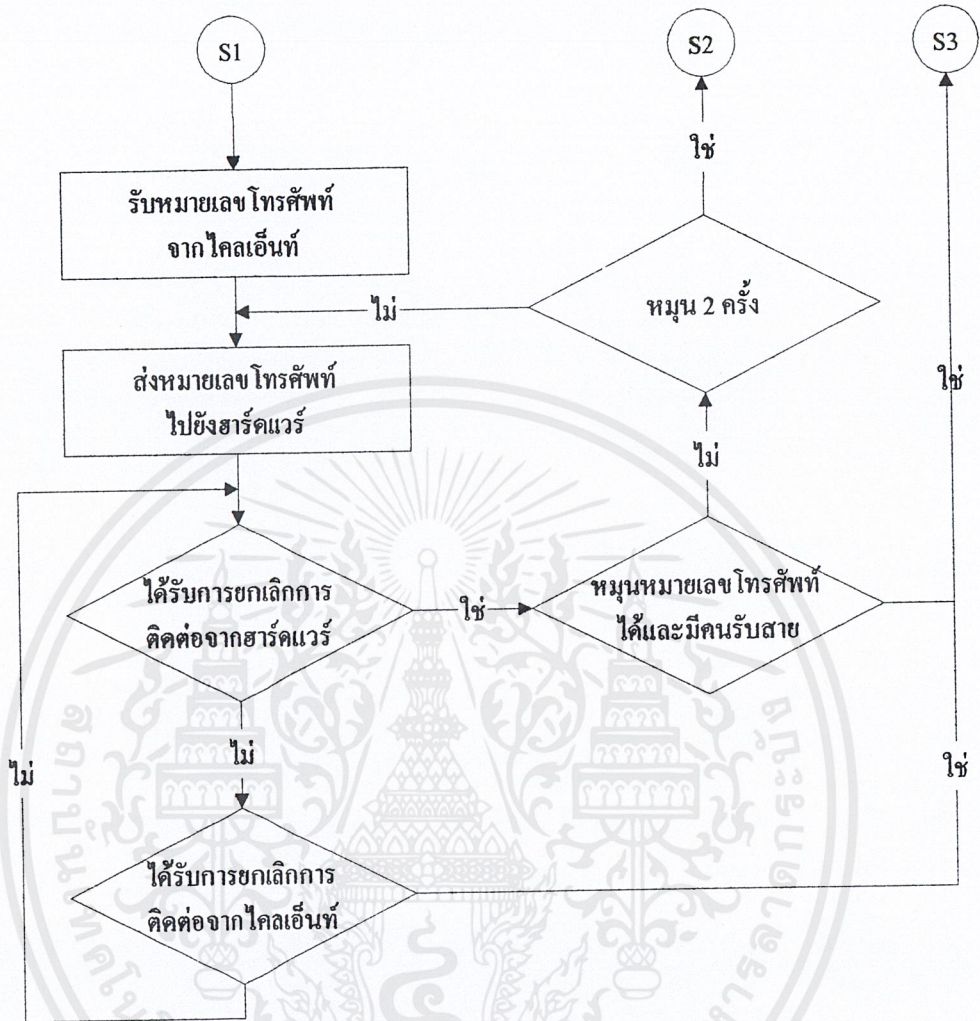 S1
S2
S3
ใช่
รับหมายเลขโทรศัพท์
จากไคลเอ็นท์
ไม่
หมุน 2 ครั้ง
ส่งหมายเลขโทรศัพท์
ไปยังฮาร์ดแวร์
ใช่
ไม่
ได้รับการยกเลิกการ
ติดต่อจากฮาร์ดแวร์
ใช่
หมุนหมายเลขโทรศัพท์
ได้และมีคนรับสาย
ไม่
ไม่
ใช่
ได้รับการยกเลิกการ
ติดต่อจากไคลเอ็นท์